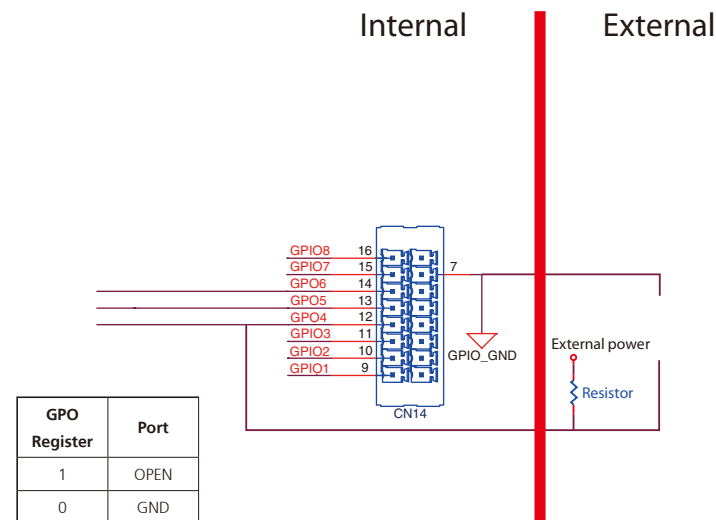 Internal
External
GPIO8 16
GPIO7 15
7
GPO6 14
GPO5 13
GPO4 12
GPIO3 11
GPIO2 10
GPIO1 9
GPIO_GND
External power
Resistor
CN14
GPO Register
Port
1 OPEN
0 GND